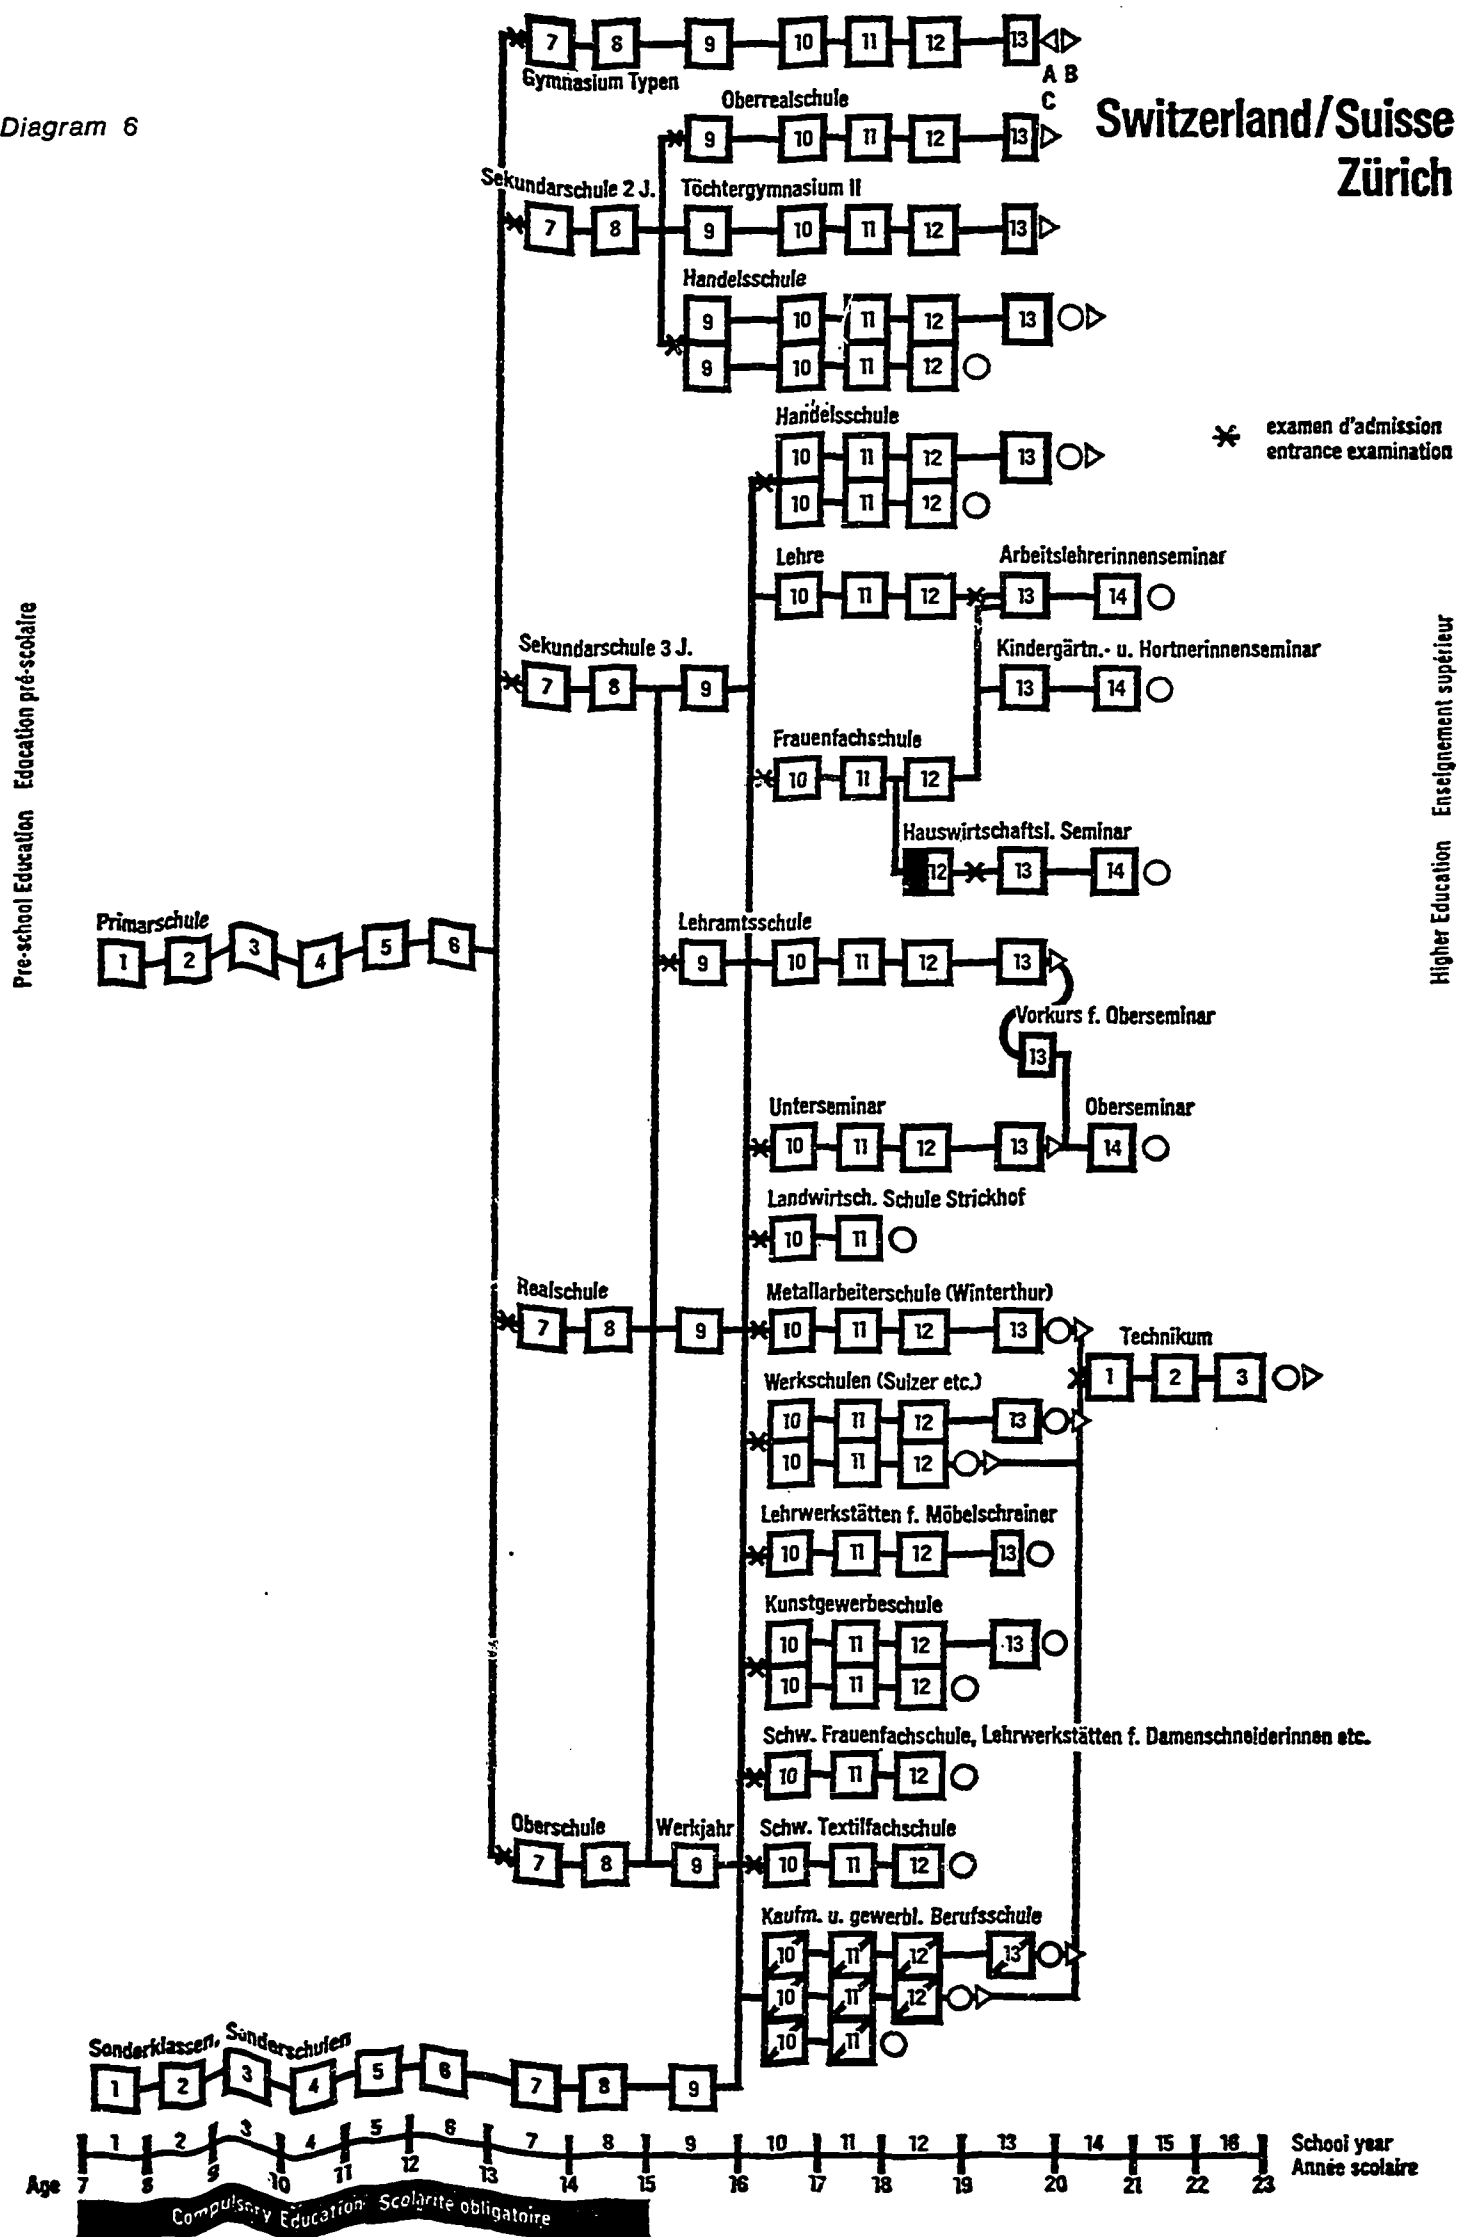 Diagram 6
Switzerland/Suisse
Zürich
7 8 9 10 11 12 13
Gymnasium Typen
A B
C
Oberrealschule
9 10 11 12 13
Sekundarschule 2 J.
Töchtergymnasium II
7 8 9 10 11 12 13
Handelsschule
9 10 11 12 13
9 10 11 12
examen d'admission
entrance examination
Handelsschule
10 11 12 13
10 11 12
Lehre
Arbeitslehrerinnenseminar
10 11 12 13 14
Sekundarschule 3 J.
Kindergärtn.- u. Hortnerinnenseminar
7 8 9 13 14
Frauenfachschule
10 11 12
Hauswirtschaftsl. Seminar
12 13 14
Pre-school Education Education pré-scolaire
Higher Education Enseignement supérieur
Primarschule
1 2 3 4 5 6
Lehramtsschule
9 10 11 12 13
Vorkurs f. Oberseminar
13
Unterseminar
Oberseminar
10 11 12 13 14
Landwirtsch. Schule Strickhof
10 11
Realschule
Metallarbeiterschule (Winterthur)
7 8 9 10 11 12 13
Technikum
1 2 3
Werkschulen (Sulzer etc.)
10 11 12 13
10 11 12
Lehrwerkstätten f. Möbelschreiner
10 11 12 13
Kunstgewerbeschule
10 11 12 13
10 11 12
Schw. Frauenfachschule, Lehrwerkstätten f. Damenschneiderinnen etc.
10 11 12
Oberschule
Werkjahr
Schw. Textilfachschule
7 8 9 10 11 12
Kaufm. u. gewerbl. Berufsschule
10 11 12 13
10 11 12
10 11
Sonderklassen, Sonderschulen
1 2 3 4 5 6 7 8 9
1 2 3 4 5 6 7 8 9 10 11 12 13 14 15 16 School year
Année scolaire
Age 7 8 9 10 11 12 13 14 15 16 17 18 19 20 21 22 23
Compulsory Education Scolarité obligatoire